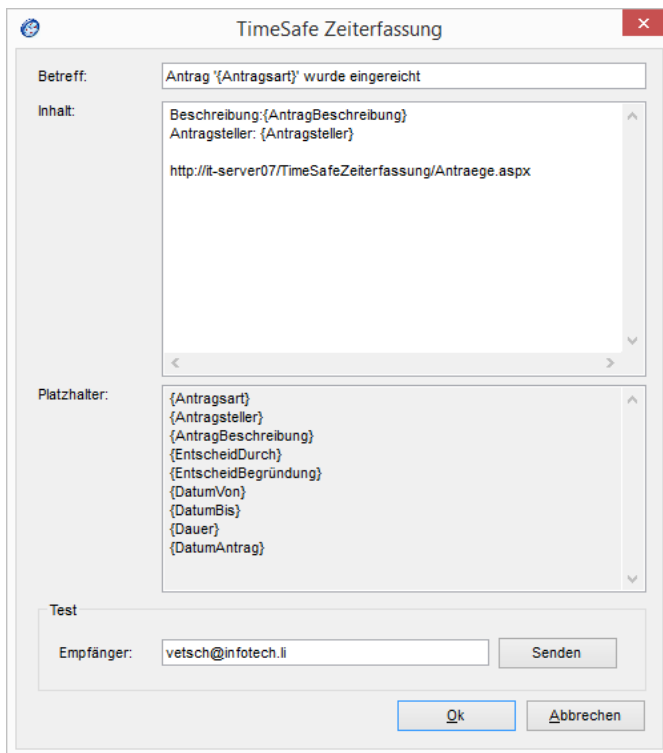 TimeSafe Zeiterfassung
Betreff: Antrag '{Antragsart}' wurde eingereicht
Inhalt: Beschreibung:{AntragBeschreibung}
Antragsteller: {Antragsteller}
http://it-server07/TimeSafeZeiterfassung/Antraege.aspx
Platzhalter: {Antragsart}
{Antragsteller}
{AntragBeschreibung}
{EntscheidDurch}
{EntscheidBegründung}
{DatumVon}
{DatumBis}
{Dauer}
{DatumAntrag}
Test
Empfänger: vetsch@infotech.li Senden
Ok Abbrechen